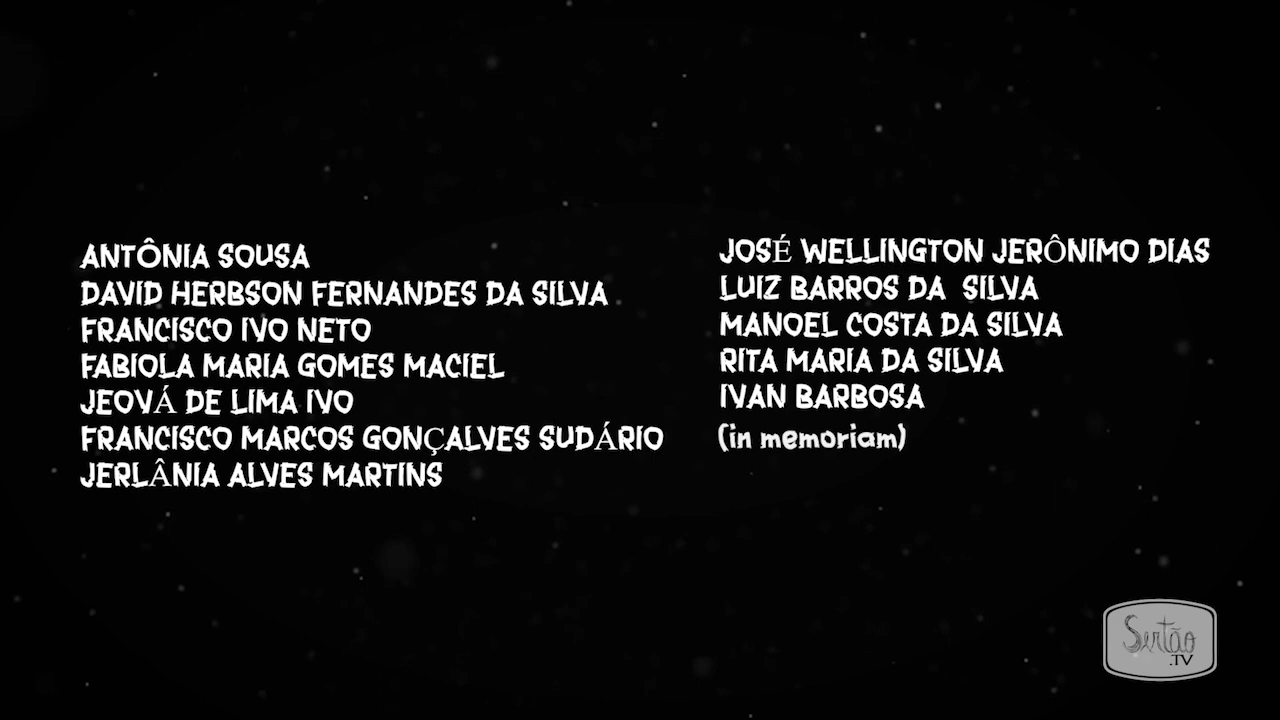 ANTÔNIA SOUSA
DAVID HERBSON FERNANDES DA SILVA
FRANCISCO IVO NETO
FABIOLA MARIA GOMES MACIEL
JEOVÁ DE LIMA IVO
FRANCISCO MARCOS GONÇALVES SUDÁRIO
JERLÂNIA ALVES MARTINS
JOSÉ WELLINGTON JERÔNIMO DIAS
LUIZ BARROS DA SILVA
MANOEL COSTA DA SILVA
RITA MARIA DA SILVA
IVAN BARBOSA
(in memoriam)
Sertão
.TV